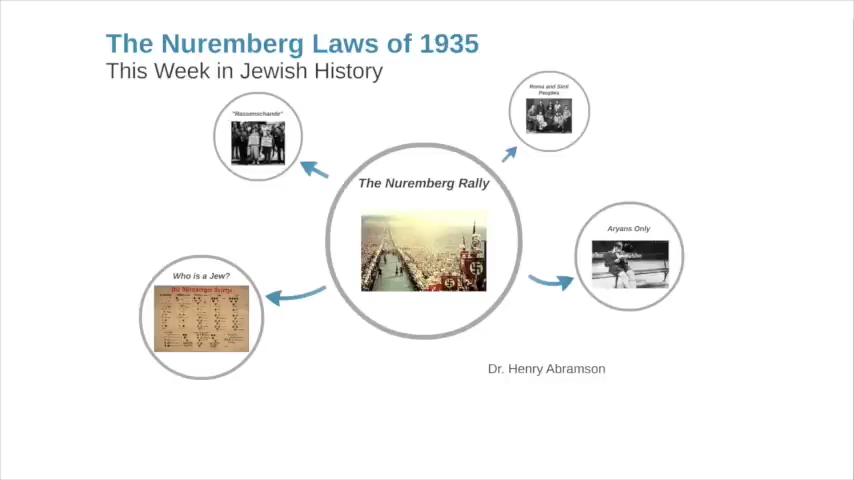 The Nuremberg Laws of 1935
This Week in Jewish History
"Rassenschande"
Roma and Sinti
Peoples
The Nuremberg Rally
Aryans Only
Who is a Jew?
Die Nürnberger Gesetze
Dr. Henry Abramson